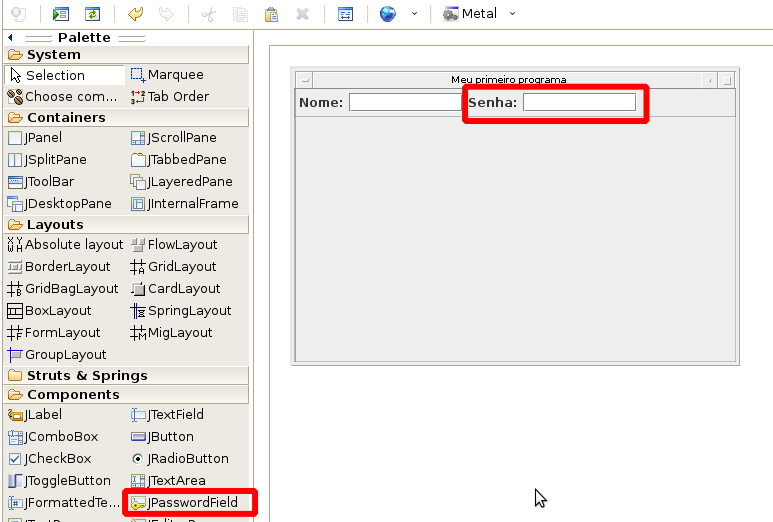 Metal
Palette
System
Selection
Marquee
Choose com...
Tab Order
Containers
JPanel
JScrollPane
JSplitPane
JTabbedPane
JToolBar
JLayeredPane
JDesktopPane
JInternalFrame
Layouts
Absolute layout
FlowLayout
BorderLayout
GridLayout
GridBagLayout
CardLayout
BoxLayout
SpringLayout
FormLayout
MigLayout
GroupLayout
Struts & Springs
Components
JLabel
JTextField
JComboBox
JButton
JCheckBox
JRadioButton
JToggleButton
JTextArea
JFormattedTe...
JPasswordField
Meu primeiro programa
Nome:
Senha: